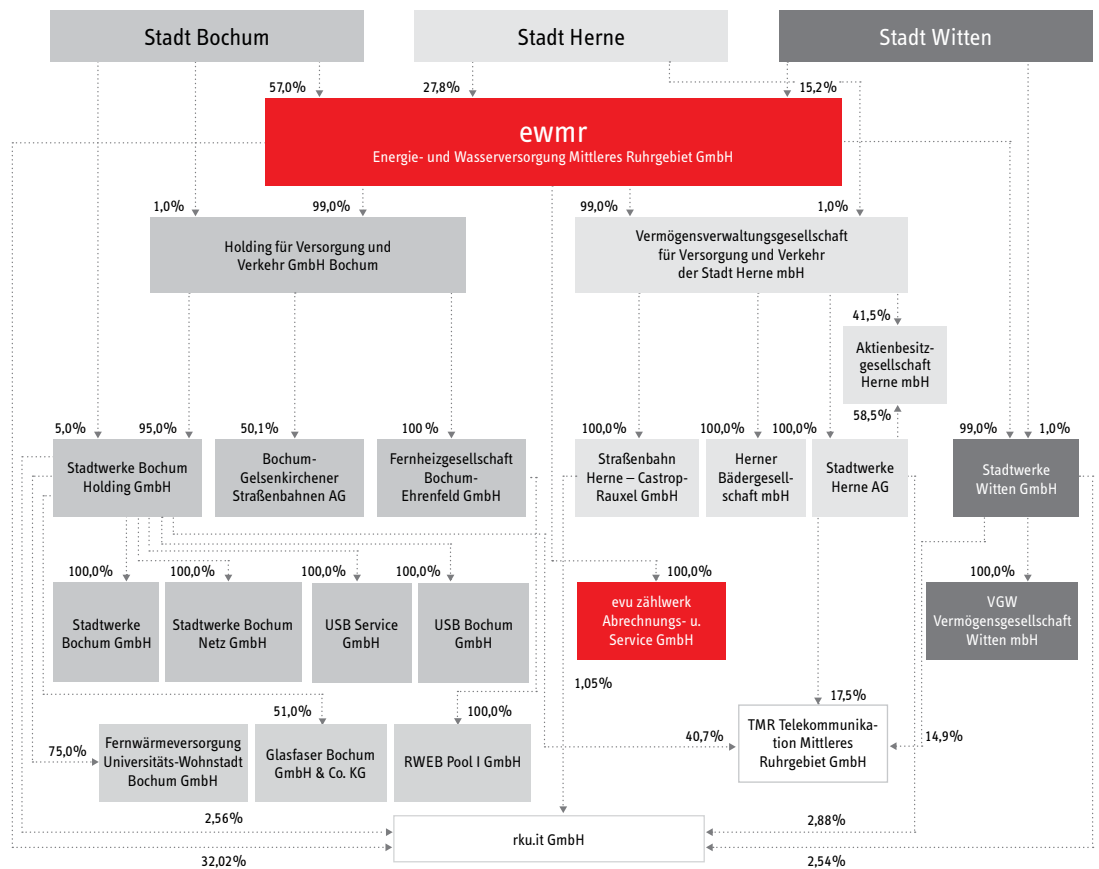 Stadt Bochum
Stadt Herne
Stadt Witten
57,0%
27,8%
15,2%
ewmr
Energie- und Wasserversorgung Mittleres Ruhrgebiet GmbH
1,0%
99,0%
99,0%
1,0%
Holding für Versorgung und
Verkehr GmbH Bochum
Vermögensverwaltungsgesellschaft
für Versorgung und Verkehr
der Stadt Herne mbH
41,5%
Aktienbesitz-
gesellschaft
Herne mbH
58,5%
5,0%
95,0%
50,1%
100 %
100,0%
100,0%
100,0%
99,0%
1,0%
Stadtwerke Bochum
Holding GmbH
Bochum-
Gelsenkirchener
Straßenbahnen AG
Fernheizgesellschaft
Bochum-
Ehrenfeld GmbH
Straßenbahn
Herne – Castrop-
Rauxel GmbH
Herner
Bädergesell-
schaft mbH
Stadtwerke
Herne AG
Stadtwerke
Witten GmbH
100,0%
100,0%
100,0%
100,0%
100,0%
100,0%
Stadtwerke
Bochum GmbH
Stadtwerke Bochum
Netz GmbH
USB Service
GmbH
USB Bochum
GmbH
evu zählwerk
Abrechnungs- u.
Service GmbH
VGW
Vermögensgesellschaft
Witten mbH
1,05%
51,0%
100,0%
17,5%
75,0%
Fernwärmeversorgung
Universitäts-Wohnstadt
Bochum GmbH
Glasfaser Bochum
GmbH & Co. KG
RWEB Pool I GmbH
40,7%
TMR Telekommunika-
tion Mittleres
Ruhrgebiet GmbH
14,9%
2,56%
2,88%
rku.it GmbH
32,02%
2,54%